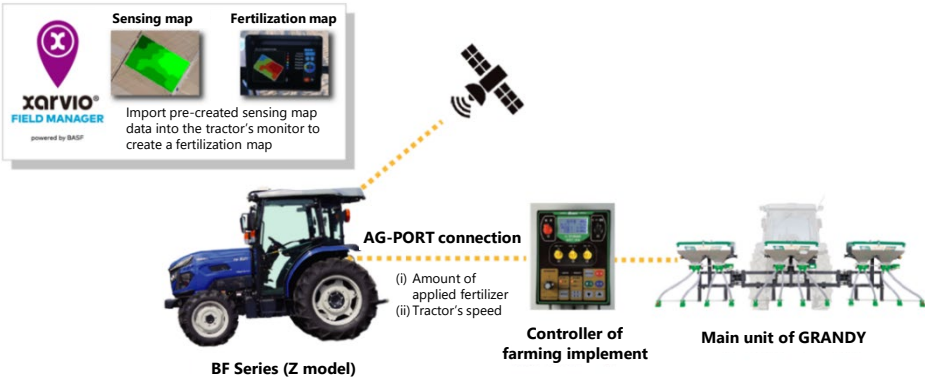 Sensing map
Fertilization map
xarvio®
FIELD MANAGER
powered by BASF
Import pre-created sensing map
data into the tractor's monitor to
create a fertilization map
AG-PORT connection
(i) Amount of
applied fertilizer
(ii) Tractor's speed
Controller of
farming implement
Main unit of GRANDY
BF Series (Z model)